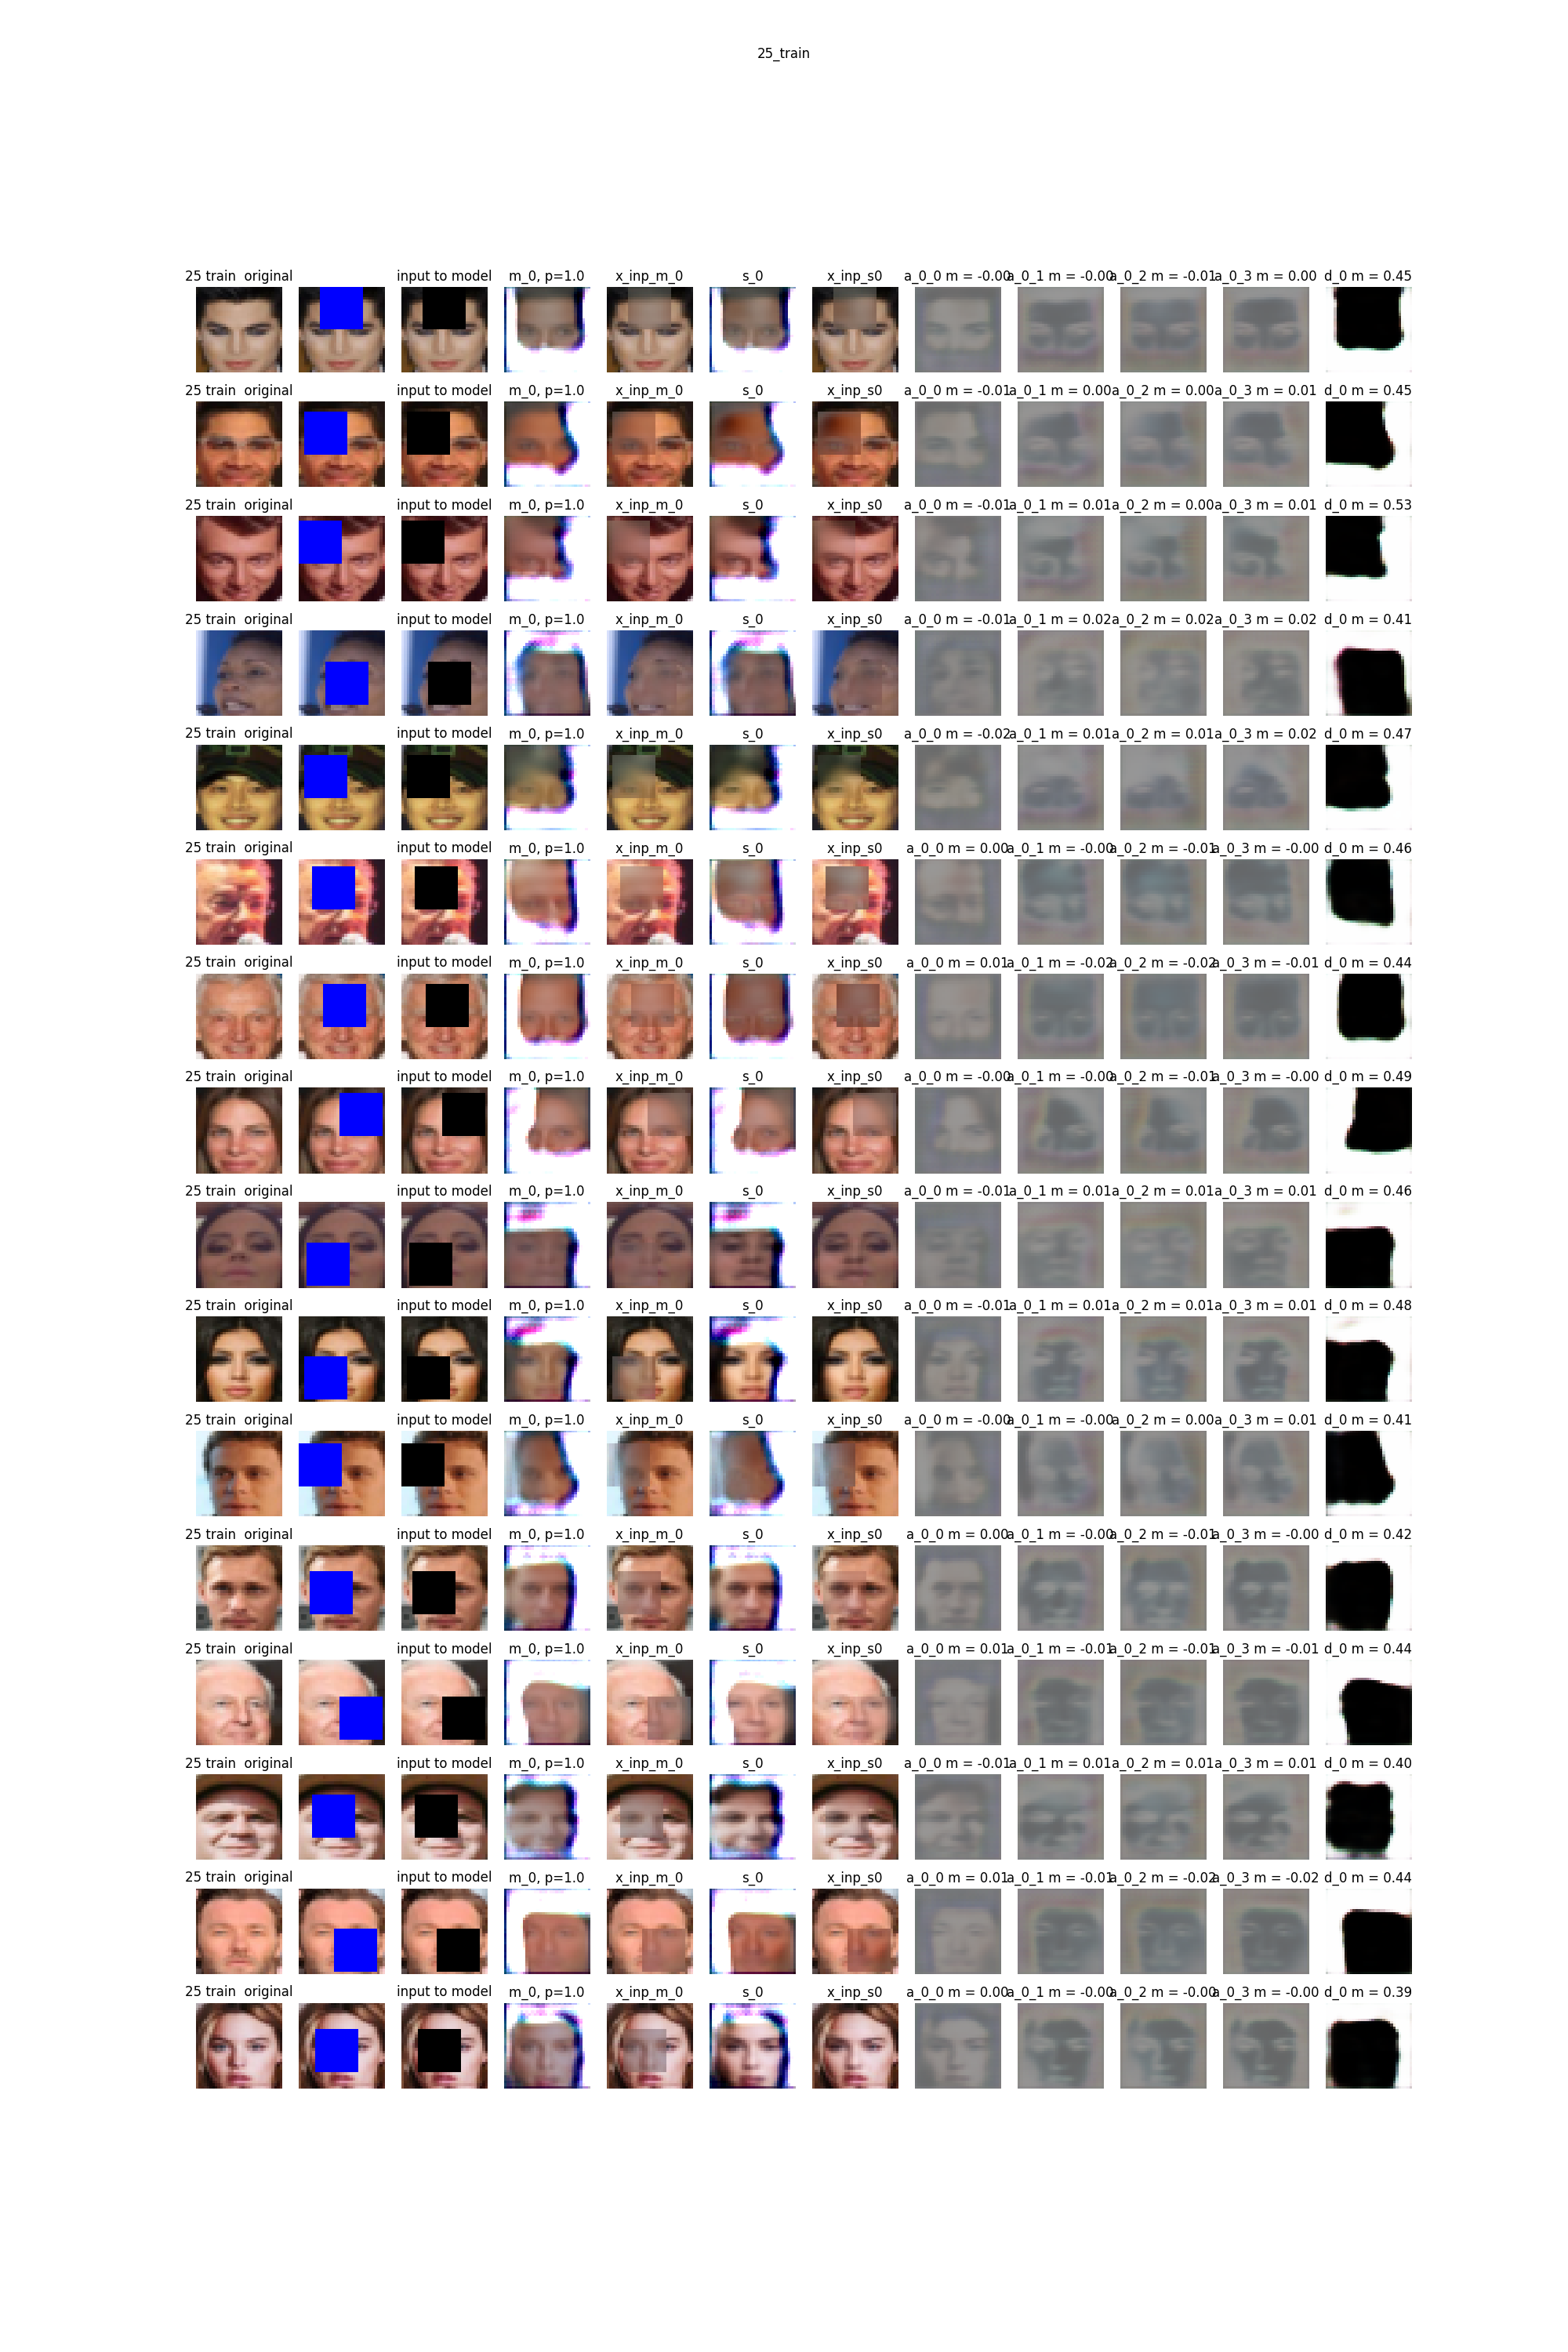 25_train
25 train original input to model m_0, p=1.0 x_inp_m_0 s_0 x_inp_s0 a_0_0 m = -0.00 a_0_1 m = -0.00 a_0_2 m = -0.01 a_0_3 m = 0.00 d_0 m = 0.45
25 train original input to model m_0, p=1.0 x_inp_m_0 s_0 x_inp_s0 a_0_0 m = -0.01 a_0_1 m = 0.00 a_0_2 m = 0.00 a_0_3 m = 0.01 d_0 m = 0.45
25 train original input to model m_0, p=1.0 x_inp_m_0 s_0 x_inp_s0 a_0_0 m = -0.01 a_0_1 m = 0.01 a_0_2 m = 0.00 a_0_3 m = 0.01 d_0 m = 0.53
25 train original input to model m_0, p=1.0 x_inp_m_0 s_0 x_inp_s0 a_0_0 m = -0.01 a_0_1 m = 0.02 a_0_2 m = 0.02 a_0_3 m = 0.02 d_0 m = 0.41
25 train original input to model m_0, p=1.0 x_inp_m_0 s_0 x_inp_s0 a_0_0 m = -0.02 a_0_1 m = 0.01 a_0_2 m = 0.01 a_0_3 m = 0.02 d_0 m = 0.47
25 train original input to model m_0, p=1.0 x_inp_m_0 s_0 x_inp_s0 a_0_0 m = 0.00 a_0_1 m = -0.00 a_0_2 m = -0.01 a_0_3 m = -0.00 d_0 m = 0.46
25 train original input to model m_0, p=1.0 x_inp_m_0 s_0 x_inp_s0 a_0_0 m = 0.01 a_0_1 m = -0.02 a_0_2 m = -0.02 a_0_3 m = -0.01 d_0 m = 0.44
25 train original input to model m_0, p=1.0 x_inp_m_0 s_0 x_inp_s0 a_0_0 m = -0.00 a_0_1 m = -0.00 a_0_2 m = -0.01 a_0_3 m = -0.00 d_0 m = 0.49
25 train original input to model m_0, p=1.0 x_inp_m_0 s_0 x_inp_s0 a_0_0 m = -0.01 a_0_1 m = 0.01 a_0_2 m = 0.01 a_0_3 m = 0.01 d_0 m = 0.46
25 train original input to model m_0, p=1.0 x_inp_m_0 s_0 x_inp_s0 a_0_0 m = -0.01 a_0_1 m = 0.01 a_0_2 m = 0.01 a_0_3 m = 0.01 d_0 m = 0.48
25 train original input to model m_0, p=1.0 x_inp_m_0 s_0 x_inp_s0 a_0_0 m = -0.00 a_0_1 m = -0.00 a_0_2 m = 0.00 a_0_3 m = 0.01 d_0 m = 0.41
25 train original input to model m_0, p=1.0 x_inp_m_0 s_0 x_inp_s0 a_0_0 m = 0.00 a_0_1 m = -0.00 a_0_2 m = -0.01 a_0_3 m = -0.00 d_0 m = 0.42
25 train original input to model m_0, p=1.0 x_inp_m_0 s_0 x_inp_s0 a_0_0 m = 0.01 a_0_1 m = -0.01 a_0_2 m = -0.01 a_0_3 m = -0.01 d_0 m = 0.44
25 train original input to model m_0, p=1.0 x_inp_m_0 s_0 x_inp_s0 a_0_0 m = -0.01 a_0_1 m = 0.01 a_0_2 m = 0.01 a_0_3 m = 0.01 d_0 m = 0.40
25 train original input to model m_0, p=1.0 x_inp_m_0 s_0 x_inp_s0 a_0_0 m = 0.01 a_0_1 m = -0.01 a_0_2 m = -0.02 a_0_3 m = -0.02 d_0 m = 0.44
25 train original input to model m_0, p=1.0 x_inp_m_0 s_0 x_inp_s0 a_0_0 m = 0.00 a_0_1 m = -0.00 a_0_2 m = -0.00 a_0_3 m = -0.00 d_0 m = 0.39